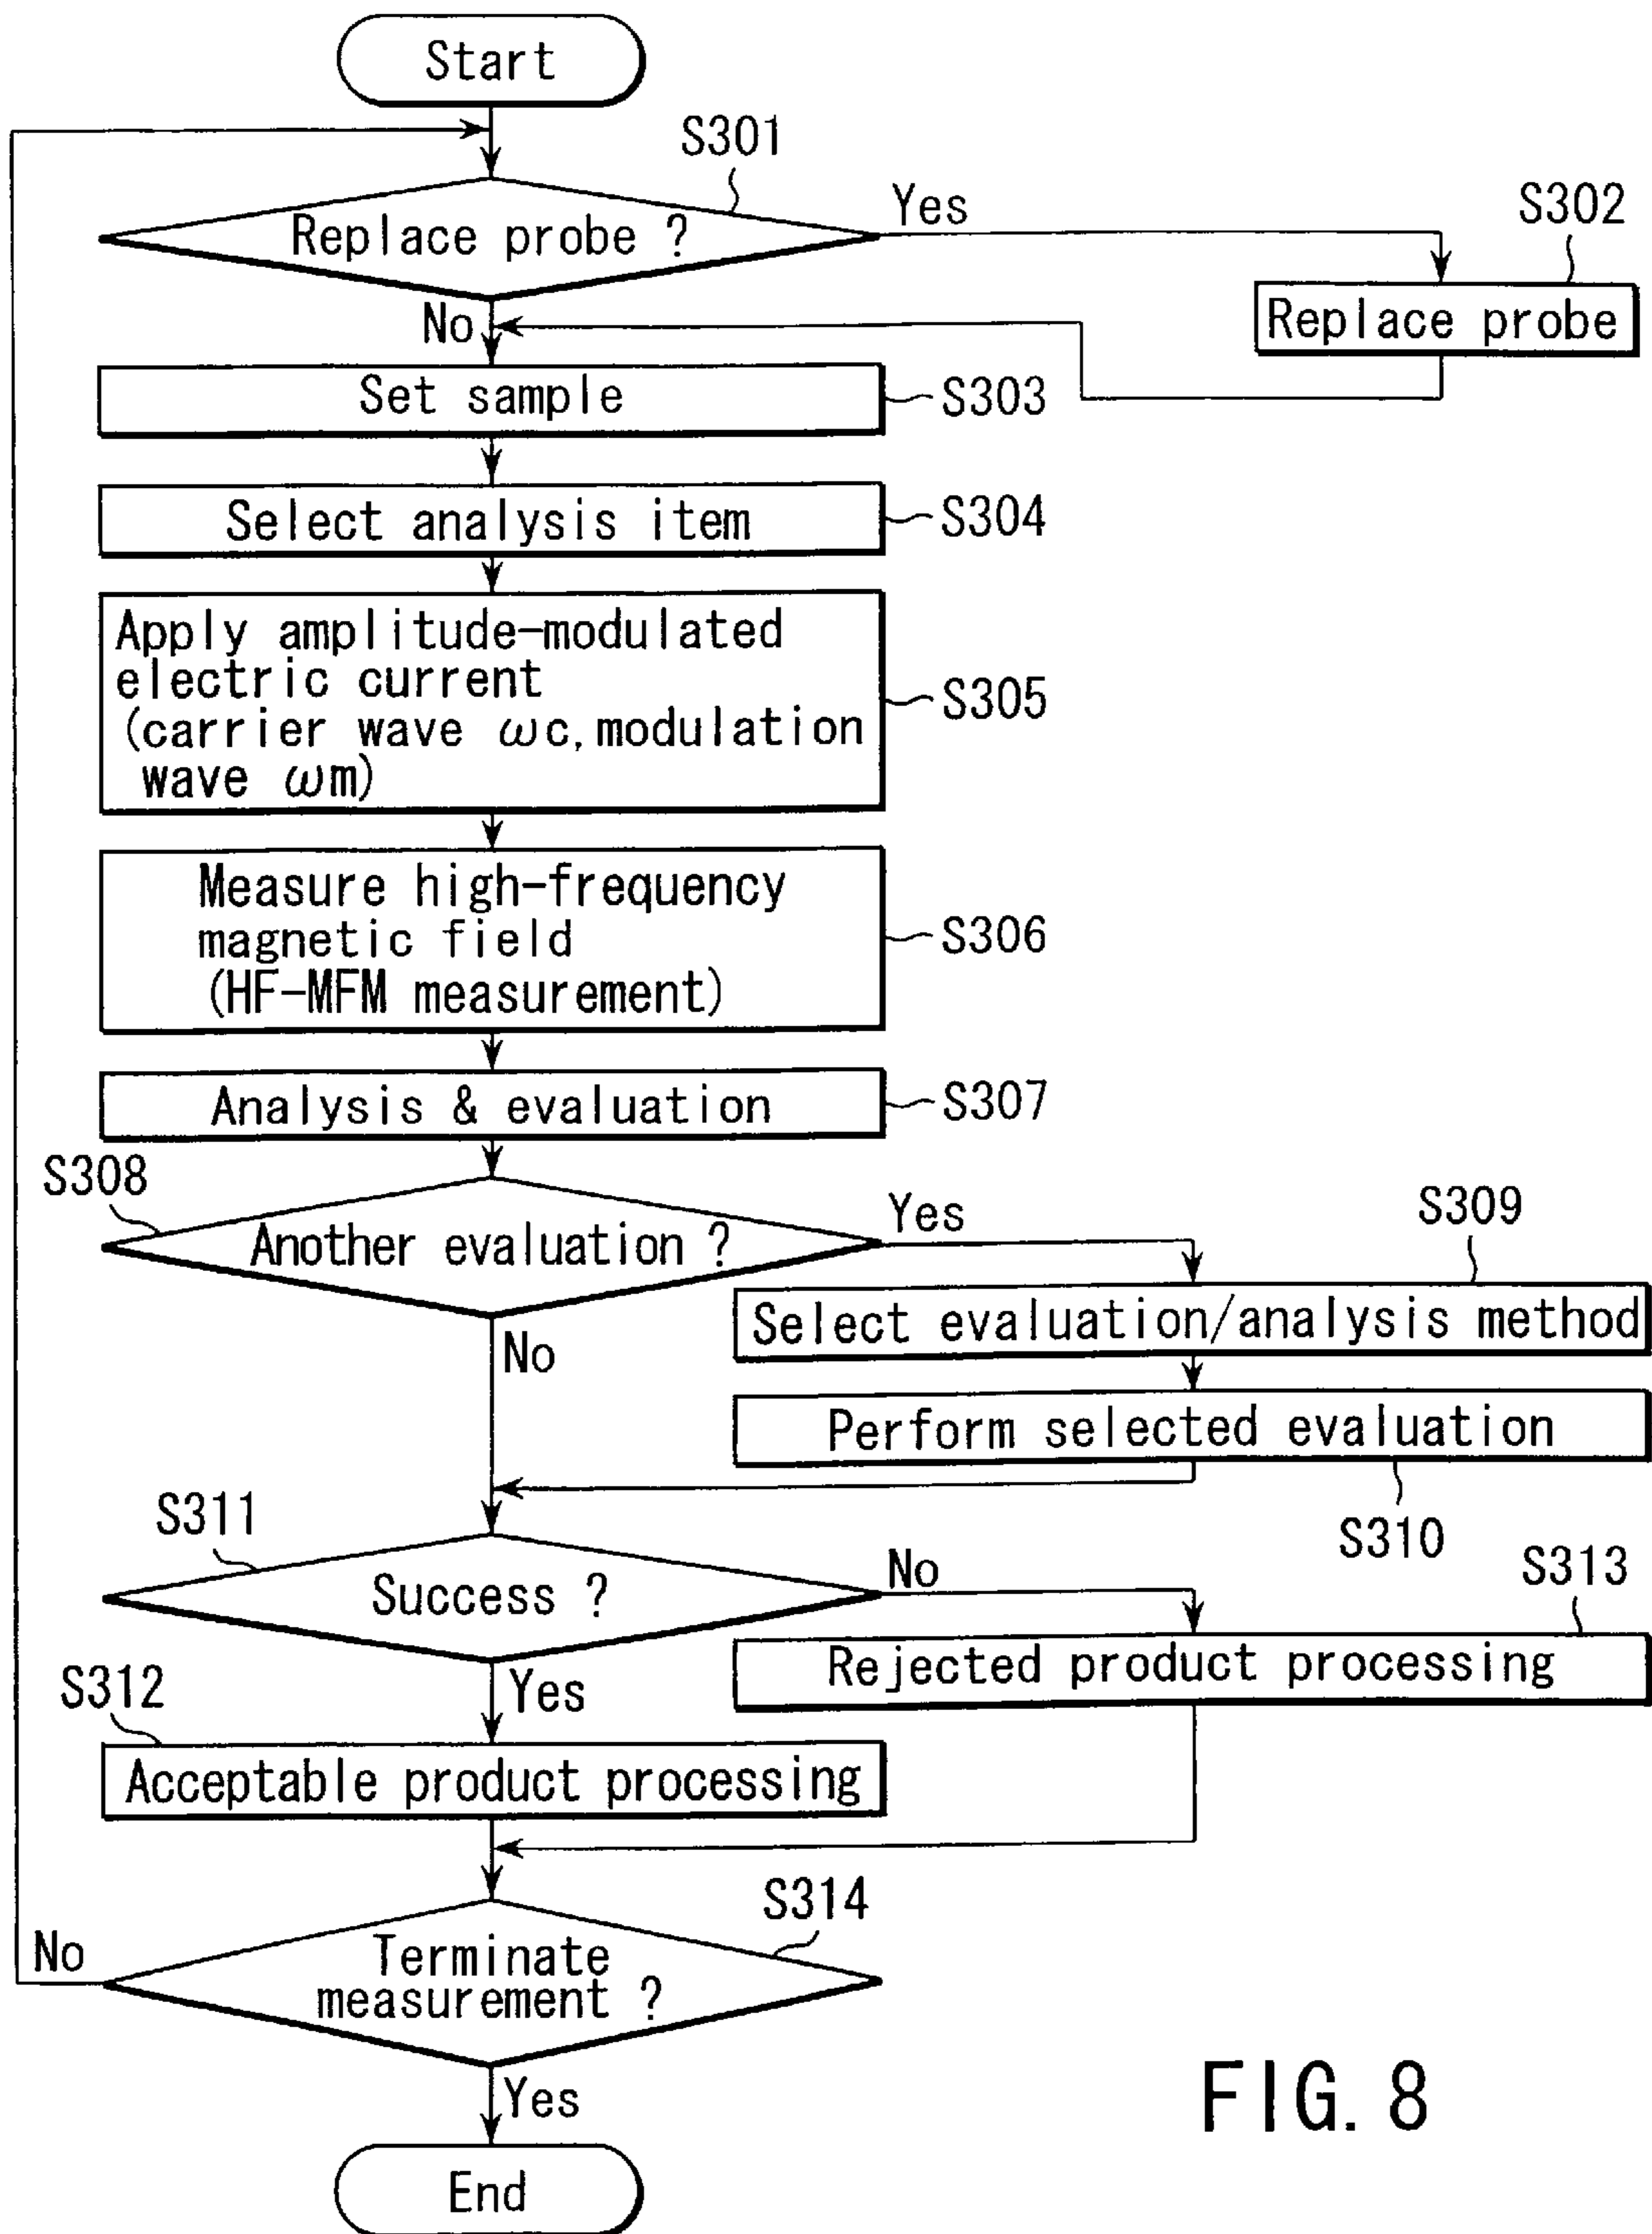 Start
S301
Replace probe ?
Yes
S302
Replace probe
No
Set sample
S303
Select analysis item
S304
Apply amplitude-modulated
electric current
(carrier wave ωc, modulation
wave ωm)
S305
Measure high-frequency
magnetic field
(HF-MFM measurement)
S306
Analysis & evaluation
S307
S308
Another evaluation ?
Yes
S309
Select evaluation/analysis method
No
Perform selected evaluation
S310
S311
Success ?
No
S313
Rejected product processing
Yes
S312
Acceptable product processing
S314
Terminate
measurement ?
No
Yes
End
FIG. 8